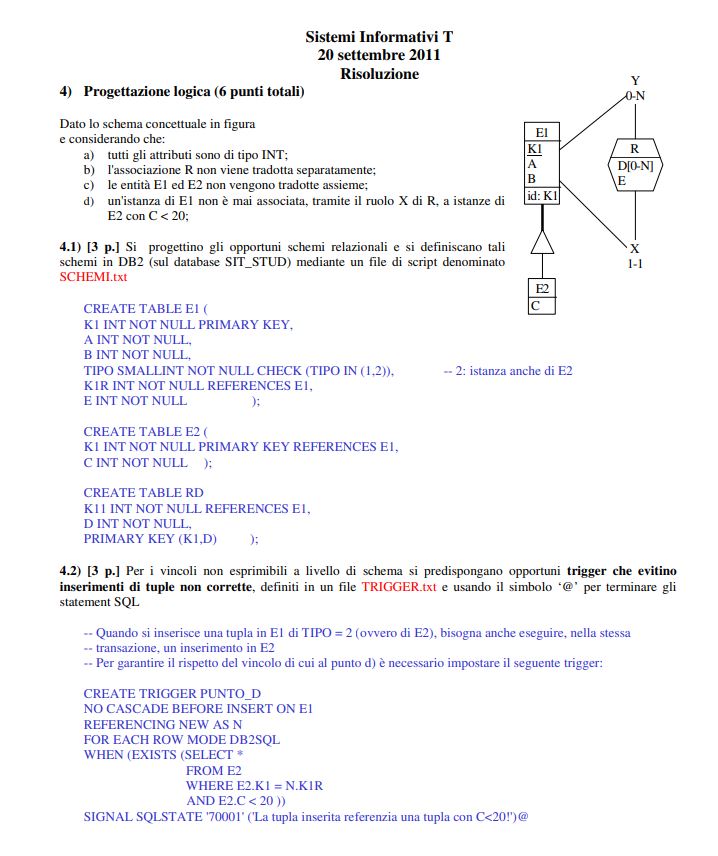 Sistemi Informativi T
20 settembre 2011
Risoluzione
4) Progettazione logica (6 punti totali)
Dato lo schema concettuale in figura
e considerando che:
a) tutti gli attributi sono di tipo INT;
b) l'associazione R non viene tradotta separatamente;
c) le entità E1 ed E2 non vengono tradotte assieme;
d) un'istanza di E1 non è mai associata, tramite il ruolo X di R, a istanze di
E2 con C < 20;
Y
0-N
E1
K1
A
B
id: K1
R
D[0-N]
E
X
1-1
E2
C
4.1) [3 p.] Si progettino gli opportuni schemi relazionali e si definiscano tali
schemi in DB2 (sul database SIT_STUD) mediante un file di script denominato
SCHEMI.txt
CREATE TABLE E1 (
K1 INT NOT NULL PRIMARY KEY,
A INT NOT NULL,
B INT NOT NULL,
TIPO SMALLINT NOT NULL CHECK (TIPO IN (1,2)), -- 2: istanza anche di E2
K1R INT NOT NULL REFERENCES E1,
E INT NOT NULL );
CREATE TABLE E2 (
K1 INT NOT NULL PRIMARY KEY REFERENCES E1,
C INT NOT NULL );
CREATE TABLE RD
K11 INT NOT NULL REFERENCES E1,
D INT NOT NULL,
PRIMARY KEY (K1,D) );
4.2) [3 p.] Per i vincoli non esprimibili a livello di schema si predispongano opportuni trigger che evitino
inserimenti di tuple non corrette, definiti in un file TRIGGER.txt e usando il simbolo ‘@’ per terminare gli
statement SQL
-- Quando si inserisce una tupla in E1 di TIPO = 2 (ovvero di E2), bisogna anche eseguire, nella stessa
-- transazione, un inserimento in E2
-- Per garantire il rispetto del vincolo di cui al punto d) è necessario impostare il seguente trigger:
CREATE TRIGGER PUNTO_D
NO CASCADE BEFORE INSERT ON E1
REFERENCING NEW AS N
FOR EACH ROW MODE DB2SQL
WHEN (EXISTS (SELECT *
FROM E2
WHERE E2.K1 = N.K1R
AND E2.C < 20 ))
SIGNAL SQLSTATE '70001' ('La tupla inserita referenzia una tupla con C<20!')@